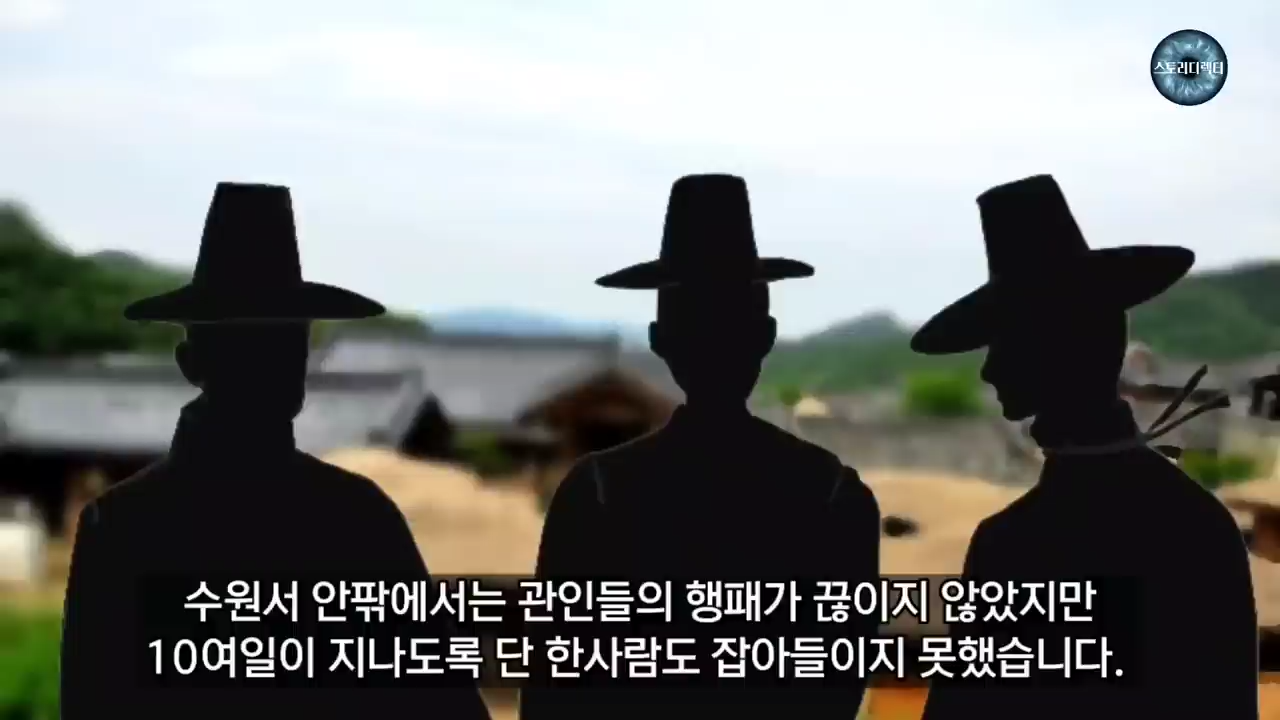 스토리디렉터
수원서 안팎에서는 관인들의 행패가 끊이지 않았지만
10여일이 지나도록 단 한사람도 잡아들이지 못했습니다.